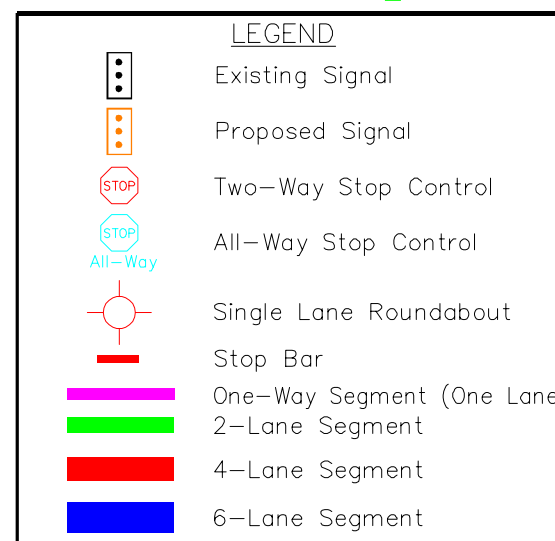 LEGEND
Existing Signal
Proposed Signal
STOP Two-Way Stop Control
STOP All-Way Stop Control
All-Way
Single Lane Roundabout
Stop Bar
One-Way Segment (One Lane
2-Lane Segment
4-Lane Segment
6-Lane Segment